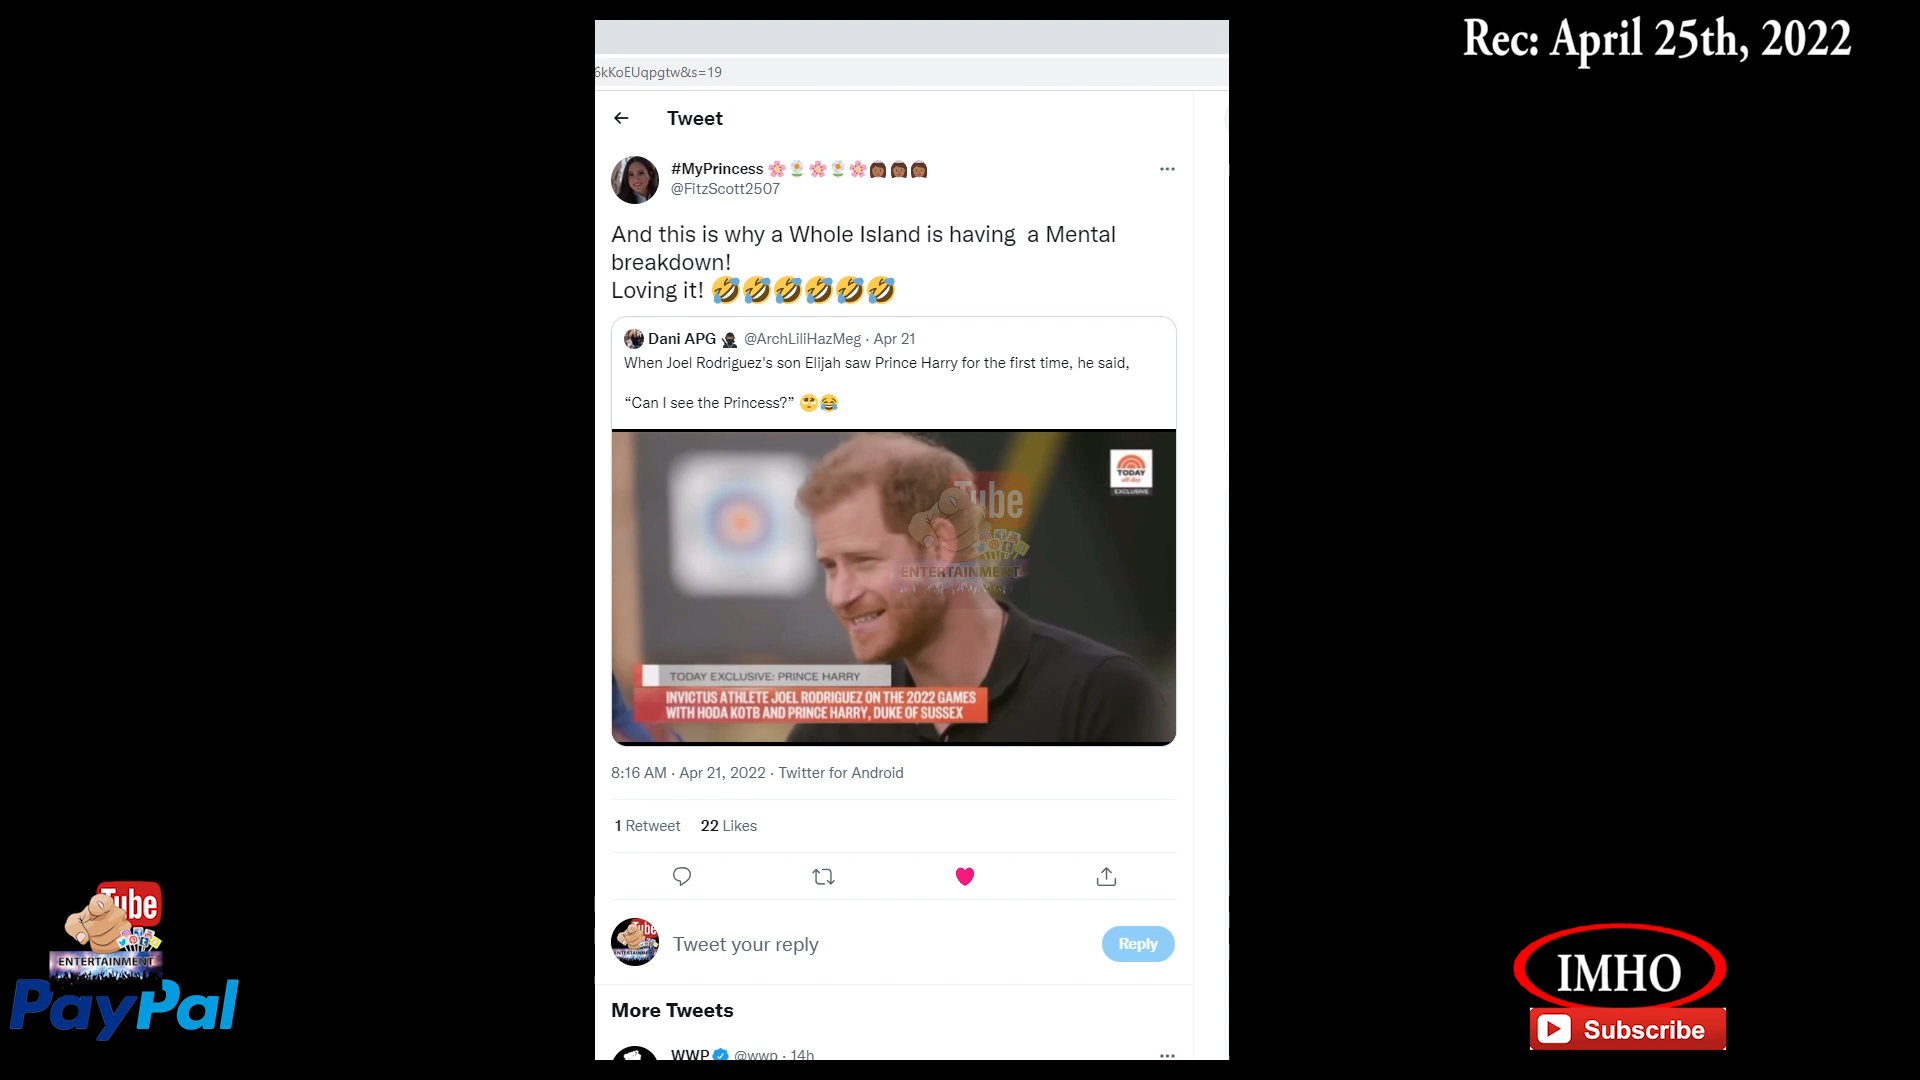 Rec: April 25th, 2022
6kKoEUqpgtw&s=19
Tweet
#MyPrincess 🌸🌼🌸🌼🌸👸🏾👸🏾👸🏾
@FitzScott2507
And this is why a Whole Island is having a Mental
breakdown!
Loving it! 🤣🤣🤣🤣🤣🤣
Dani APG 🥷🏿 @ArchLiliHazMeg · Apr 21
When Joel Rodriguez's son Elijah saw Prince Harry for the first time, he said,
“Can I see the Princess?” 🙄😂
TODAY
all day
EXCLUSIVE
Tube
ENTERTAINMENT
TODAY EXCLUSIVE: PRINCE HARRY
INVICTUS ATHLETE JOEL RODRIGUEZ ON THE 2022 GAMES
WITH HODA KOTB AND PRINCE HARRY, DUKE OF SUSSEX
8:16 AM · Apr 21, 2022 · Twitter for Android
1 Retweet 22 Likes
Tube
ENTERTAINMENT
Tweet your reply
Reply
More Tweets
WWP @wwp · 14h
Tube
ENTERTAINMENT
PayPal
IMHO
Subscribe